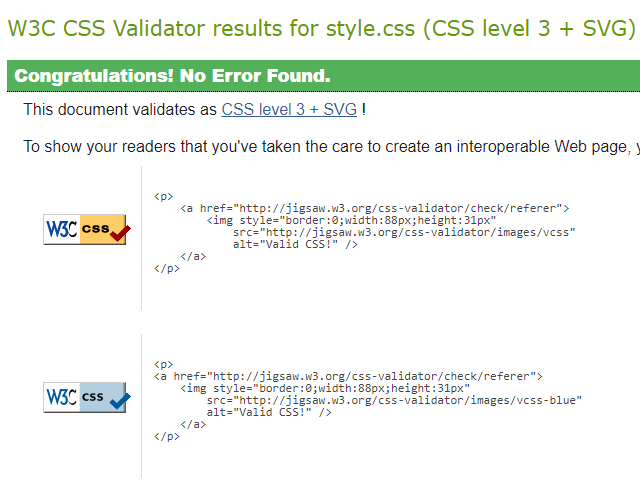 W3C CSS Validator results for style.css (CSS level 3 + SVG)
Congratulations! No Error Found.
This document validates as CSS level 3 + SVG !
To show your readers that you've taken the care to create an interoperable Web page,
W3C css
<p>
<a href="http://jigsaw.w3.org/css-validator/check/referer">
<img style="border:0;width:88px;height:31px"
src="http://jigsaw.w3.org/css-validator/images/vcss"
alt="Valid CSS!" />
</a>
</p>
W3C css
<p>
<a href="http://jigsaw.w3.org/css-validator/check/referer">
<img style="border:0;width:88px;height:31px"
src="http://jigsaw.w3.org/css-validator/images/vcss-blue"
alt="Valid CSS!" />
</a>
</p>